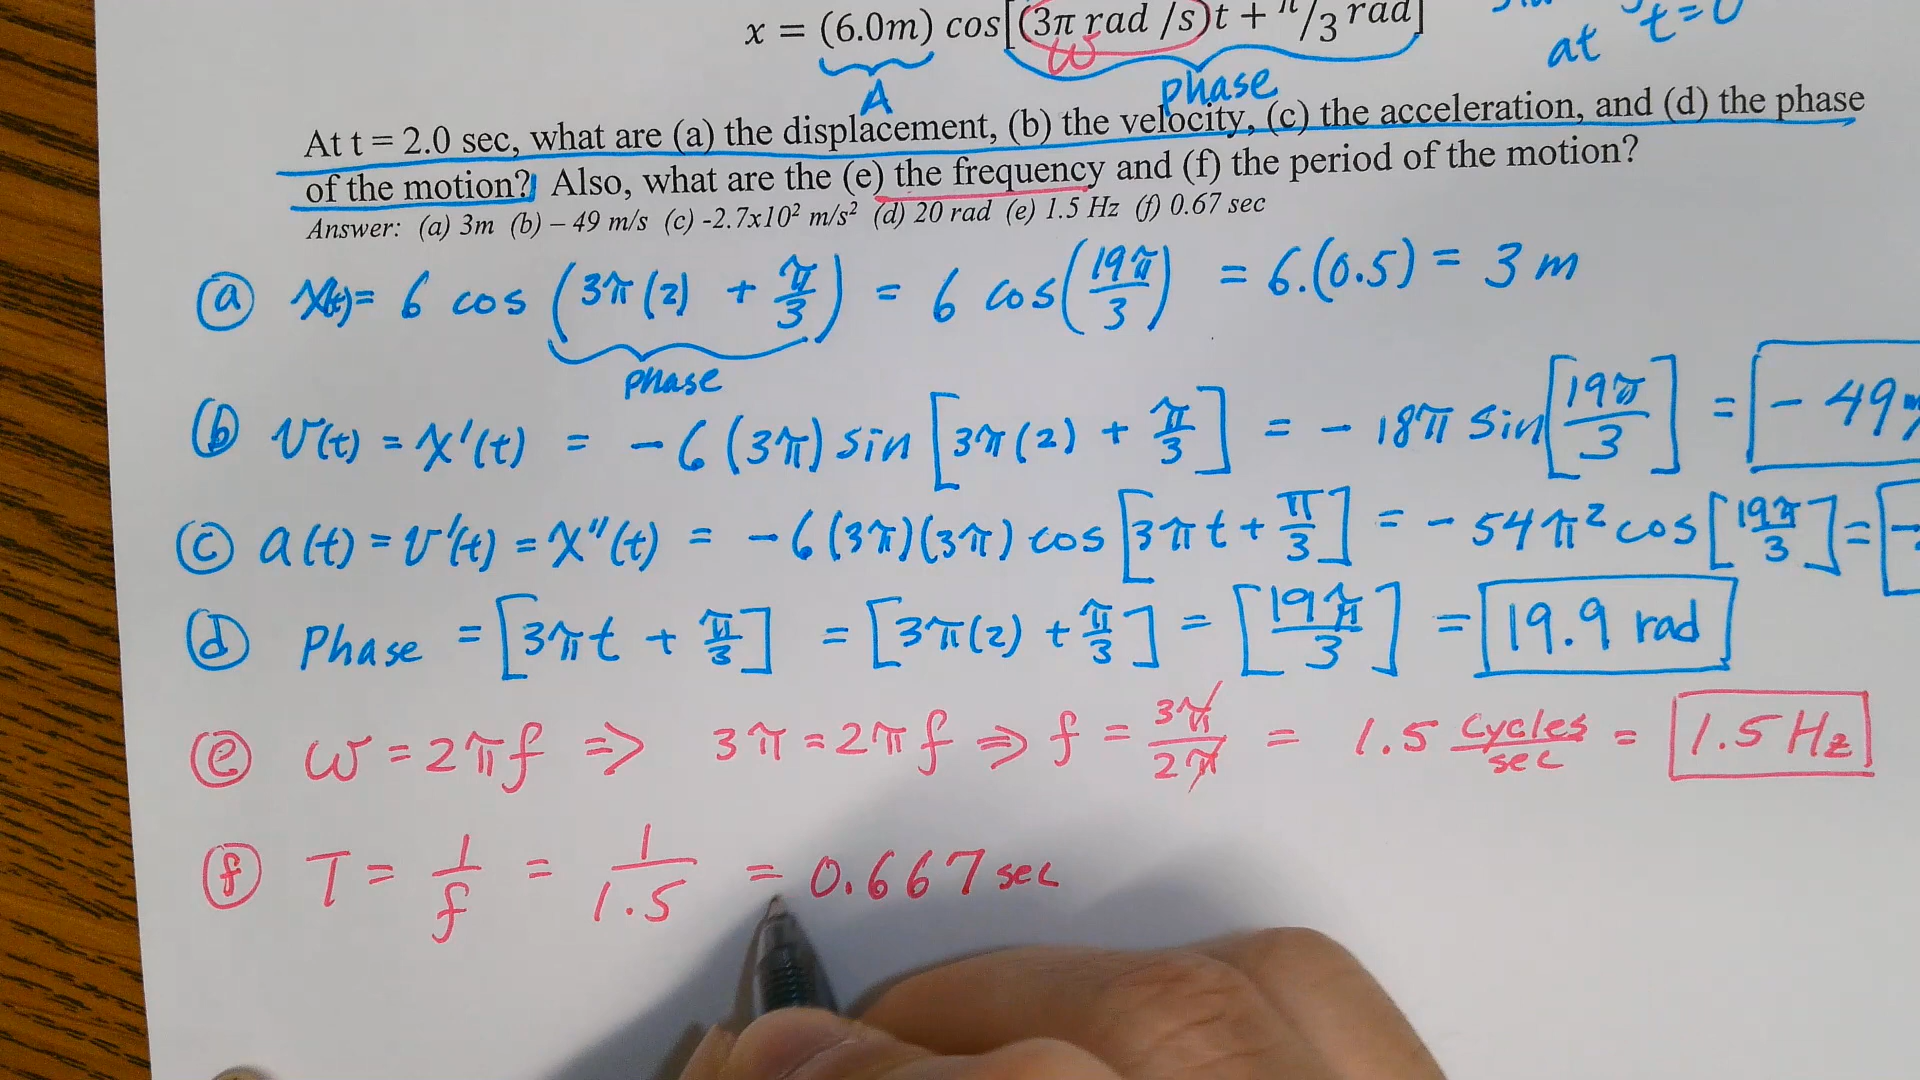 x = (6.0m) cos[(3π rad /s)t + π/3 rad]
at t=0
ω
A
phase
At t = 2.0 sec, what are (a) the displacement, (b) the velocity, (c) the acceleration, and (d) the phase
of the motion? Also, what are the (e) the frequency and (f) the period of the motion?
Answer: (a) 3m (b) – 49 m/s (c) -2.7x10² m/s² (d) 20 rad (e) 1.5 Hz (f) 0.67 sec
(a) x(t)= 6 cos (3π(2) + π/3) = 6 cos(19π/3) = 6.(0.5) = 3 m
phase
(b) v(t) = x'(t) = -6(3π) sin [3π(2) + π/3] = - 18π sin[19π/3] = - 49
(c) a(t) = v'(t) = x"(t) = -6(3π)(3π) cos [3πt + π/3] = - 54π² cos[19π/3] = -
(d) Phase = [3πt + π/3] = [3π(2) + π/3] = [19π/3] = 19.9 rad
(e) ω = 2πf => 3π = 2πf => f = 3π/2π = 1.5 cycles/sec = 1.5 Hz
(f) T = 1/f = 1/1.5 = 0.667 sec